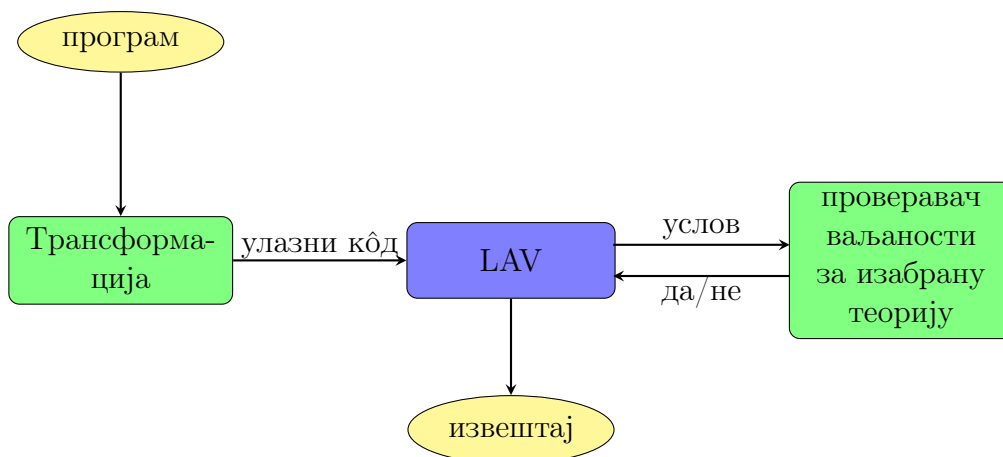 програм
Трансформа-
ција
улазни кôд
LAV
услов
да/не
проверавач
ваљаности
за изабрану
теорију
извештај